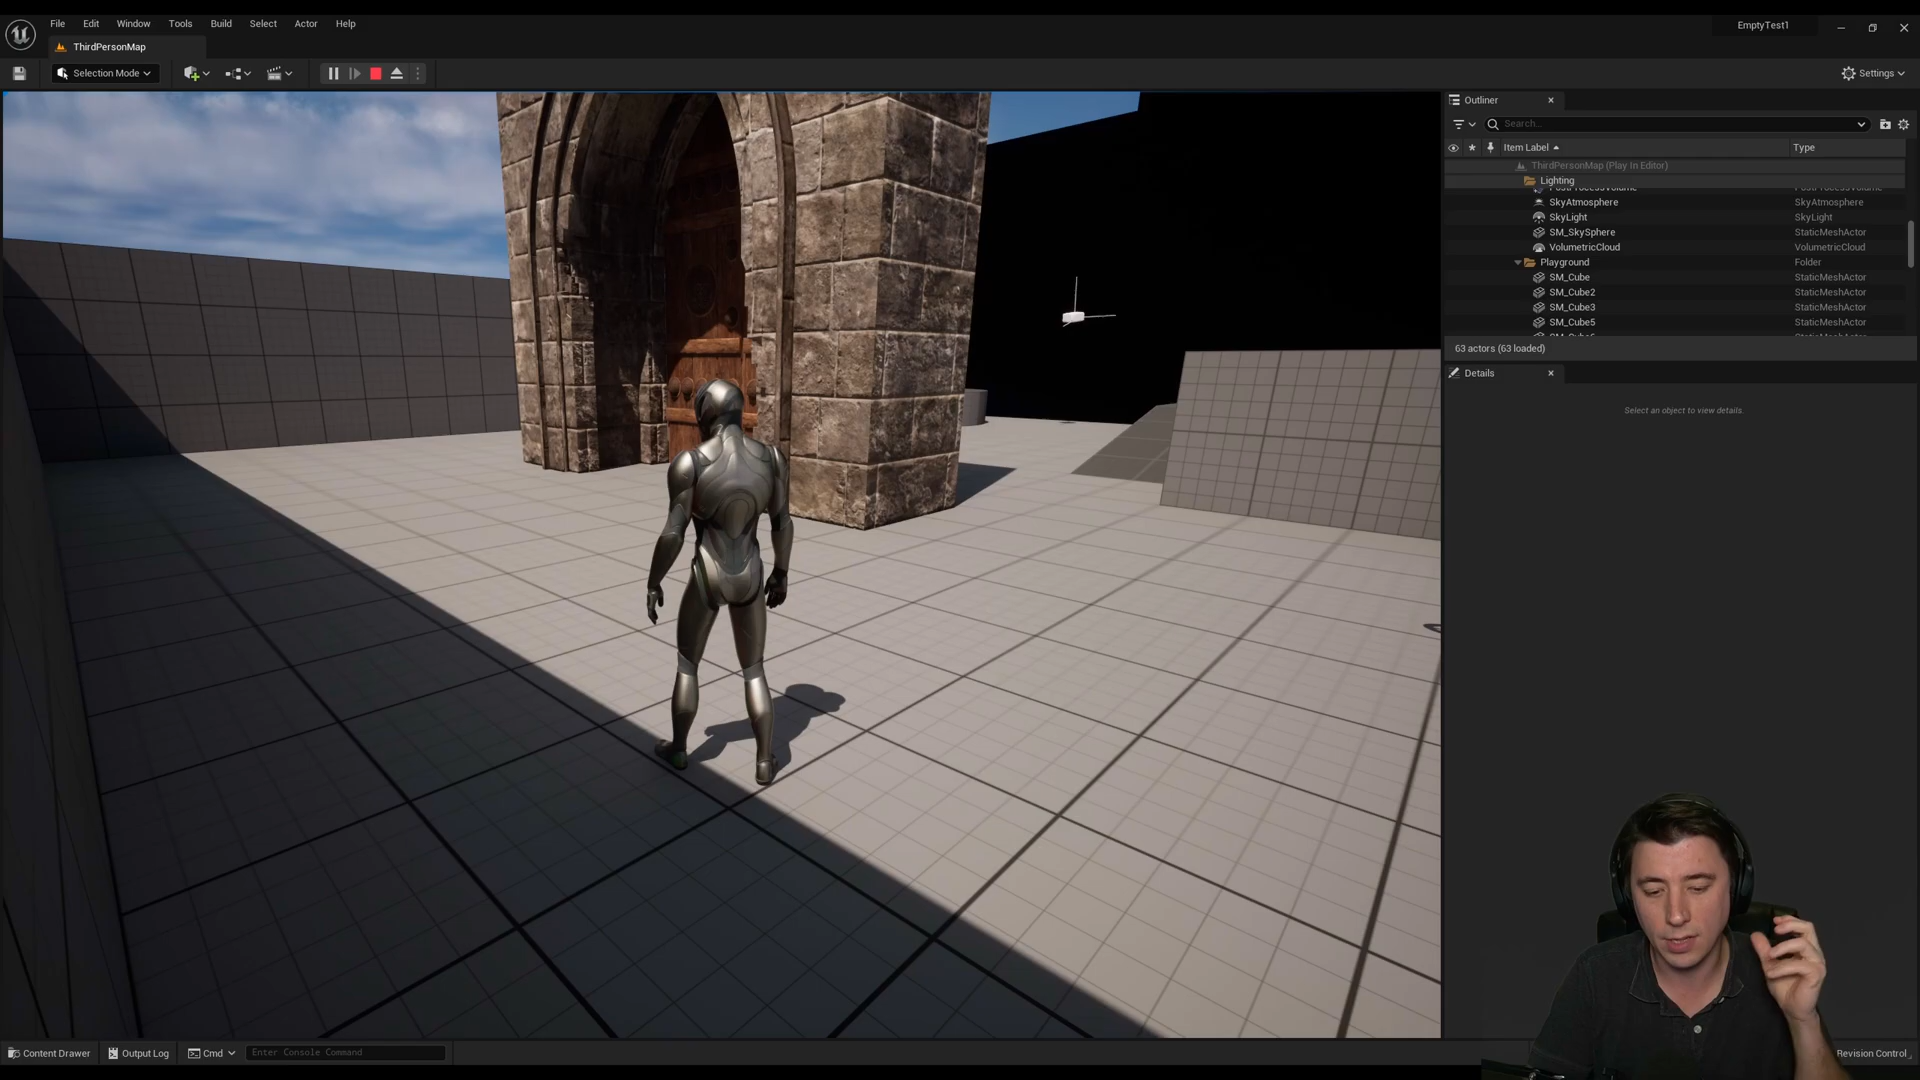 File Edit Window Tools Build Select Actor Help
EmptyTest1
ThirdPersonMap
Selection Mode
Settings
Outliner
Search...
Item Label Type
ThirdPersonMap (Play In Editor)
Lighting
PostProcessVolume PostProcessVolume
SkyAtmosphere SkyAtmosphere
SkyLight SkyLight
SM_SkySphere StaticMeshActor
VolumetricCloud VolumetricCloud
Playground Folder
SM_Cube StaticMeshActor
SM_Cube2 StaticMeshActor
SM_Cube3 StaticMeshActor
SM_Cube5 StaticMeshActor
63 actors (63 loaded)
Details
Select an object to view details.
Content Drawer Output Log Cmd Enter Console Command Revision Control